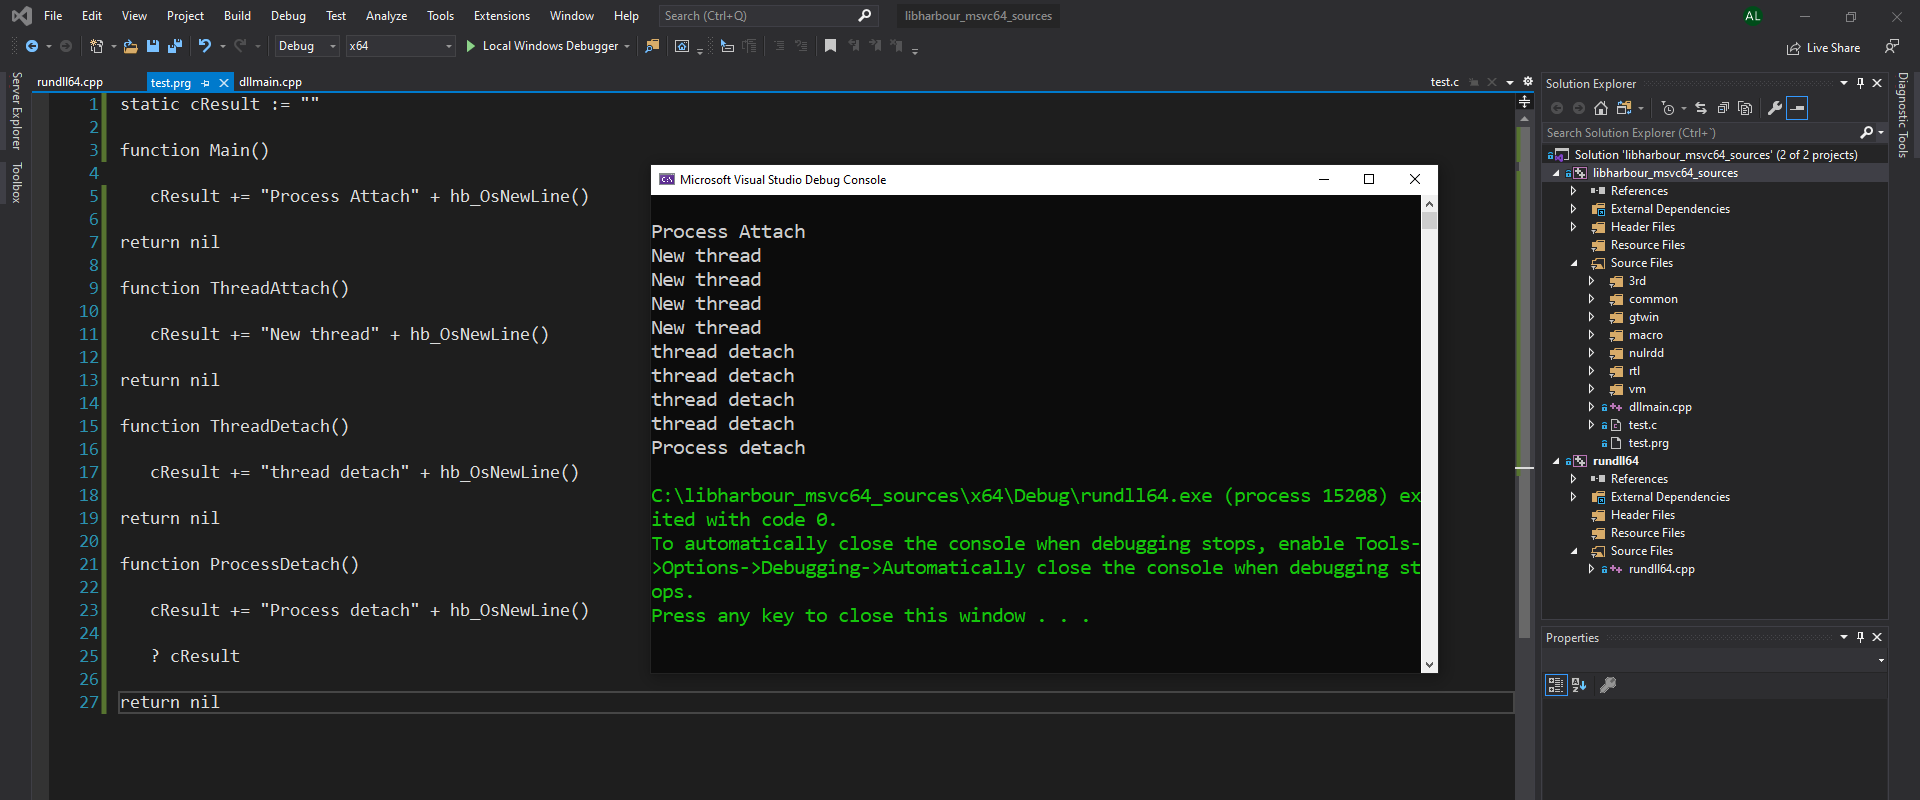 File Edit View Project Build Debug Test Analyze Tools Extensions Window Help Search (Ctrl+Q) libharbour_msvc64_sources AL
Debug x64 Local Windows Debugger Live Share
Server Explorer
Toolbox
rundll64.cpp test.prg dllmain.cpp test.c
1 static cResult := ""
2
3 function Main()
4
5 cResult += "Process Attach" + hb_OsNewLine()
6
7 return nil
8
9 function ThreadAttach()
10
11 cResult += "New thread" + hb_OsNewLine()
12
13 return nil
14
15 function ThreadDetach()
16
17 cResult += "thread detach" + hb_OsNewLine()
18
19 return nil
20
21 function ProcessDetach()
22
23 cResult += "Process detach" + hb_OsNewLine()
24
25 ? cResult
26
27 return nil
Microsoft Visual Studio Debug Console
Process Attach
New thread
New thread
New thread
New thread
thread detach
thread detach
thread detach
thread detach
Process detach
C:\libharbour_msvc64_sources\x64\Debug\rundll64.exe (process 15208) ex
ited with code 0.
To automatically close the console when debugging stops, enable Tools-
>Options->Debugging->Automatically close the console when debugging st
ops.
Press any key to close this window . . .
Solution Explorer
Search Solution Explorer (Ctrl+`)
Solution 'libharbour_msvc64_sources' (2 of 2 projects)
libharbour_msvc64_sources
References
External Dependencies
Header Files
Resource Files
Source Files
3rd
common
gtwin
macro
nulrdd
rtl
vm
dllmain.cpp
test.c
test.prg
rundll64
References
External Dependencies
Header Files
Resource Files
Source Files
rundll64.cpp
Properties
Diagnostic Tools